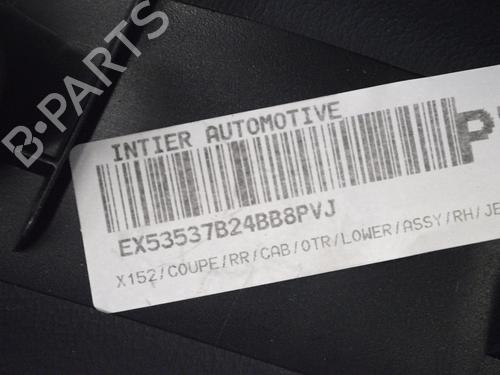 INTIER AUTOMOTIVE
EX53537B24BB8PVJ
X152/COUPE/RR/CAB/OTR/LOWER/ASSY/RH/JE
P
B-PARTS